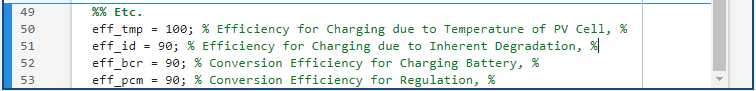 49 %% Etc.
50 eff_tmp = 100; % Efficiency for Charging due to Temperature of PV Cell, %
51 eff_id = 90; % Efficiency for Charging due to Inherent Degradation, %
52 eff_bcr = 90; % Conversion Efficiency for Charging Battery, %
53 eff_pcm = 90; % Conversion Efficiency for Regulation, %